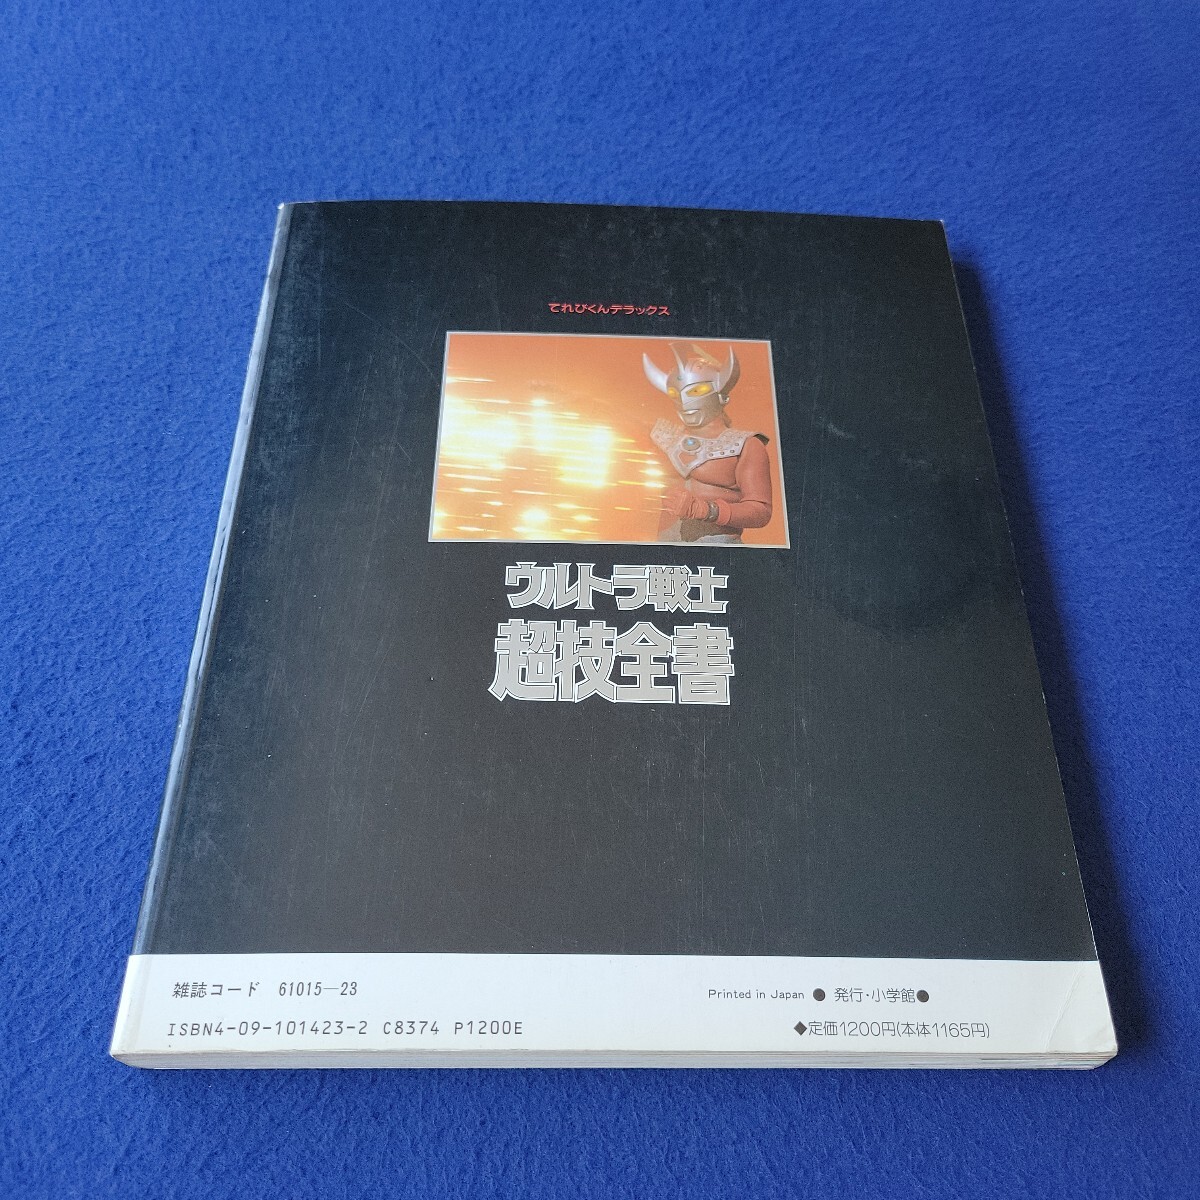 てれびくんデラックス
ウルトラ戦士
超技全書
雑誌コード 61015—23
Printed in Japan ● 発行・小学館●
ISBN4-09-101423-2 C8374 P1200E
◆定価1200円(本体1165円)